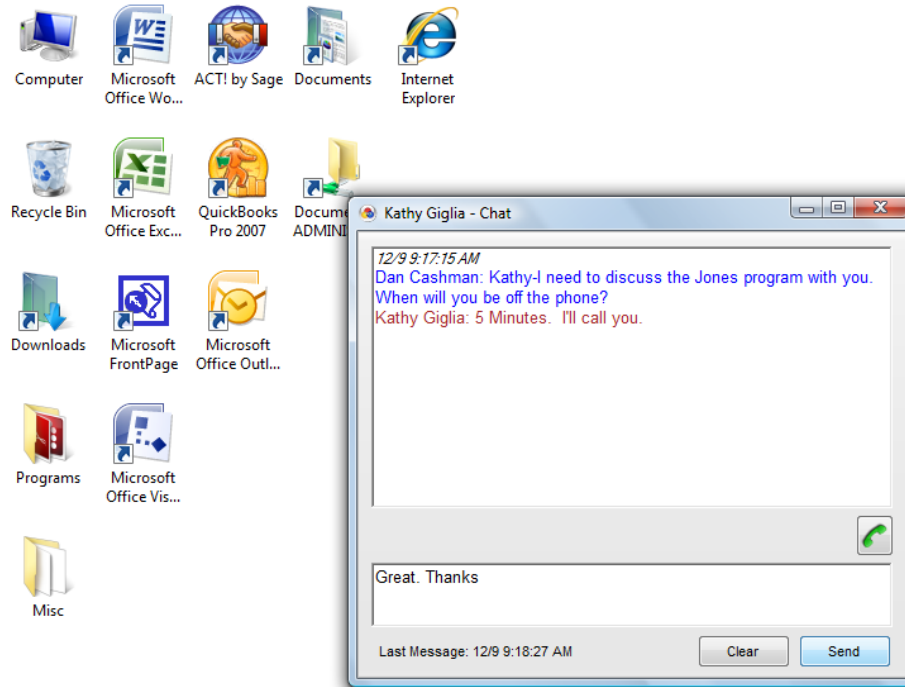 Computer
Microsoft
Office Wo...
ACT! by Sage
Documents
Internet
Explorer
Recycle Bin
Microsoft
Office Exc...
QuickBooks
Pro 2007
Docume
ADMINI
Downloads
Microsoft
FrontPage
Microsoft
Office Outl...
Programs
Microsoft
Office Vis...
Misc
Kathy Giglia - Chat
12/9 9:17:15 AM
Dan Cashman: Kathy-I need to discuss the Jones program with you.
When will you be off the phone?
Kathy Giglia: 5 Minutes.  I'll call you.
Great. Thanks
Last Message: 12/9 9:18:27 AM
Clear
Send